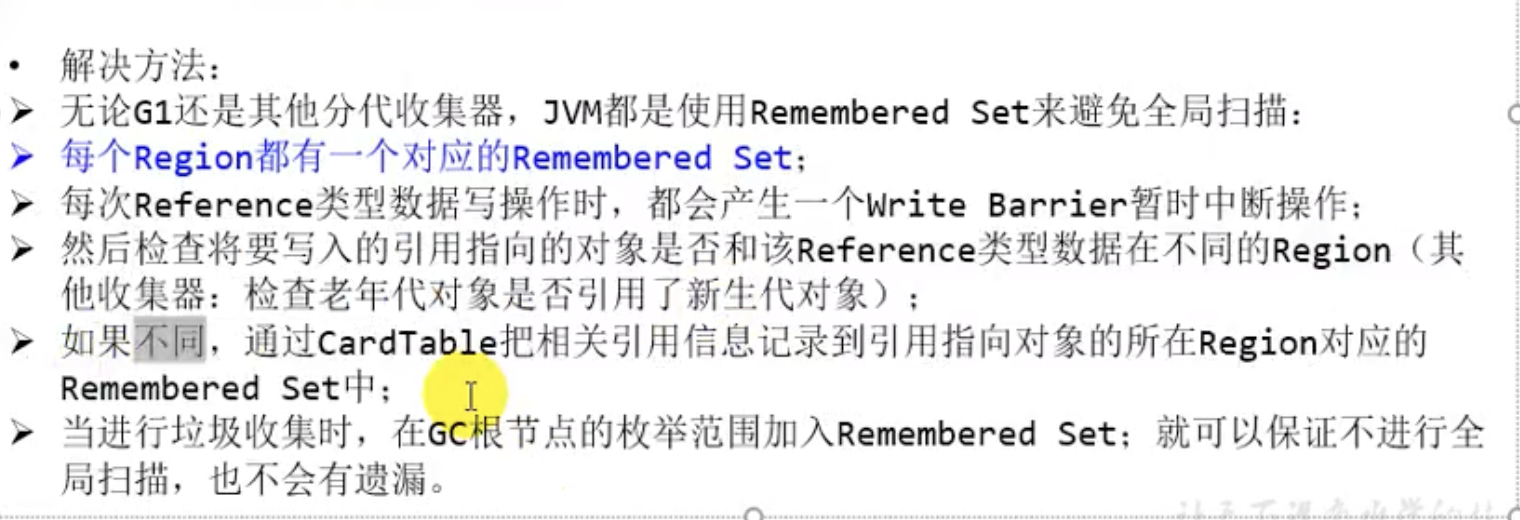 • 解决方法：
➢ 无论G1还是其他分代收集器，JVM都是使用Remembered Set来避免全局扫描：
➢ 每个Region都有一个对应的Remembered Set；
➢ 每次Reference类型数据写操作时，都会产生一个Write Barrier暂时中断操作；
➢ 然后检查将要写入的引用指向的对象是否和该Reference类型数据在不同的Region（其
他收集器：检查老年代对象是否引用了新生代对象）；
➢ 如果不同，通过CardTable把相关引用信息记录到引用指向对象的所在Region对应的
Remembered Set中；
➢ 当进行垃圾收集时，在GC根节点的枚举范围加入Remembered Set；就可以保证不进行全
局扫描，也不会有遗漏。